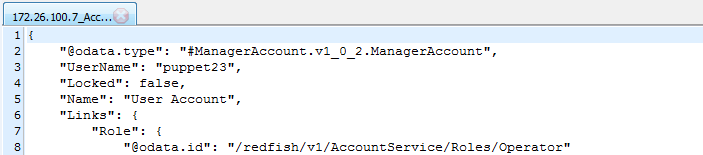 172.26.100.7_Acc...
1 {
2     "@odata.type": "#ManagerAccount.v1_0_2.ManagerAccount",
3     "UserName": "puppet23",
4     "Locked": false,
5     "Name": "User Account",
6     "Links": {
7         "Role": {
8             "@odata.id": "/redfish/v1/AccountService/Roles/Operator"